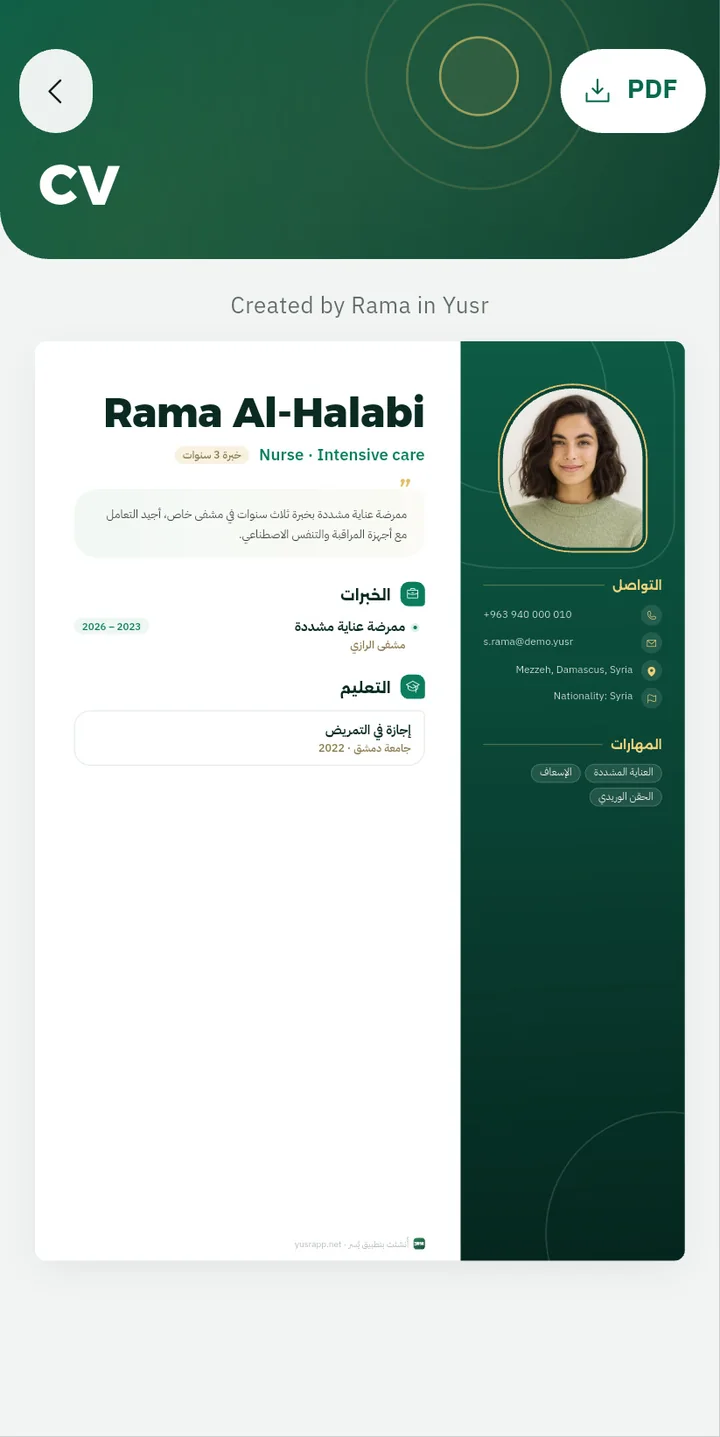 PDF
CV
Created by Rama in Yusr
Rama Al-Halabi
Nurse · Intensive care
خبرة 3 سنوات
”
ممرضة عناية مشددة بخبرة ثلاث سنوات في مشفى خاص، أجيد التعامل
مع أجهزة المراقبة والتنفس الاصطناعي.
الخبرات
ممرضة عناية مشددة
2023 – 2026
مشفى الرازي
التعليم
إجازة في التمريض
جامعة دمشق · 2022
التواصل
+963 940 000 010
s.rama@demo.yusr
Mezzeh, Damascus, Syria
Nationality: Syria
المهارات
العناية المشددة
الإسعاف
الحقن الوريدي
أنشئت بتطبيق يُسر · yusrapp.net